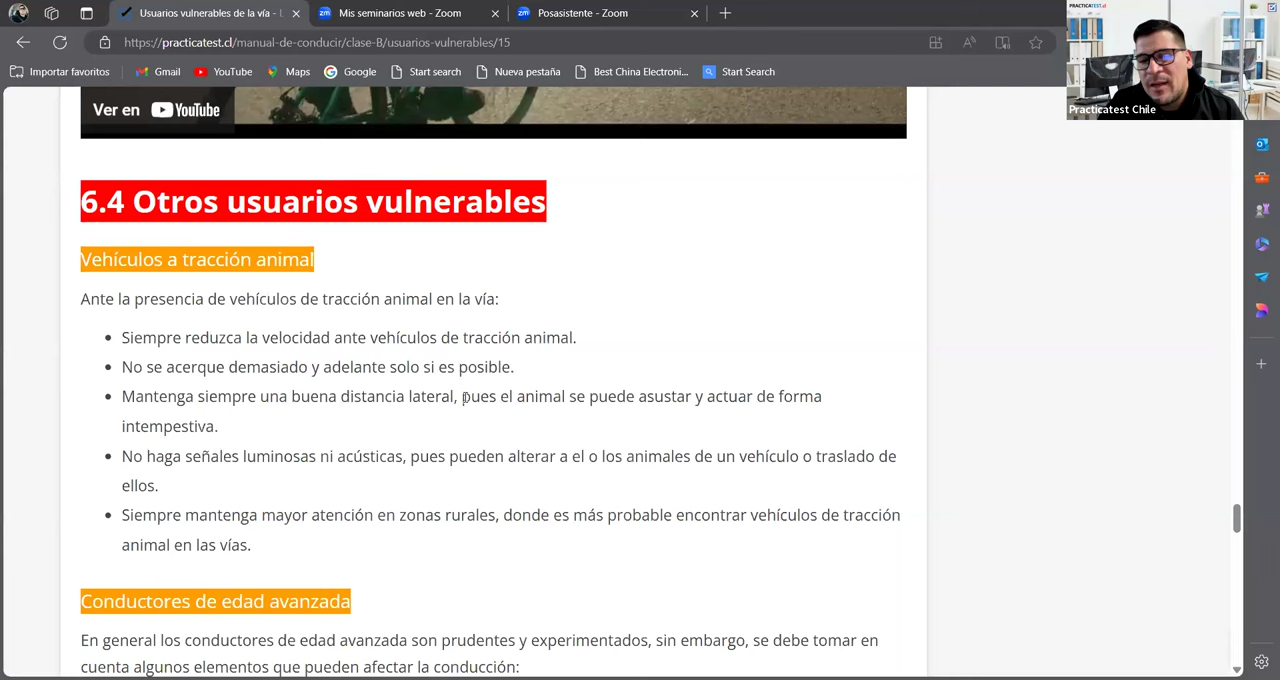 Usuarios vulnerables de la vía - L
Mis seminarios web - Zoom
Posasistente - Zoom
https://practicatest.cl/manual-de-conducir/clase-B/usuarios-vulnerables/15
Importar favoritos
Gmail
YouTube
Maps
Google
Start search
Nueva pestaña
Best China Electroni...
Start Search
PRACTICATEST.cl
Practicatest Chile
Ver en YouTube
6.4 Otros usuarios vulnerables
Vehículos a tracción animal
Ante la presencia de vehículos de tracción animal en la vía:
Siempre reduzca la velocidad ante vehículos de tracción animal.
No se acerque demasiado y adelante solo si es posible.
Mantenga siempre una buena distancia lateral, pues el animal se puede asustar y actuar de forma
intempestiva.
No haga señales luminosas ni acústicas, pues pueden alterar a el o los animales de un vehículo o traslado de
ellos.
Siempre mantenga mayor atención en zonas rurales, donde es más probable encontrar vehículos de tracción
animal en las vías.
Conductores de edad avanzada
En general los conductores de edad avanzada son prudentes y experimentados, sin embargo, se debe tomar en
cuenta algunos elementos que pueden afectar la conducción: